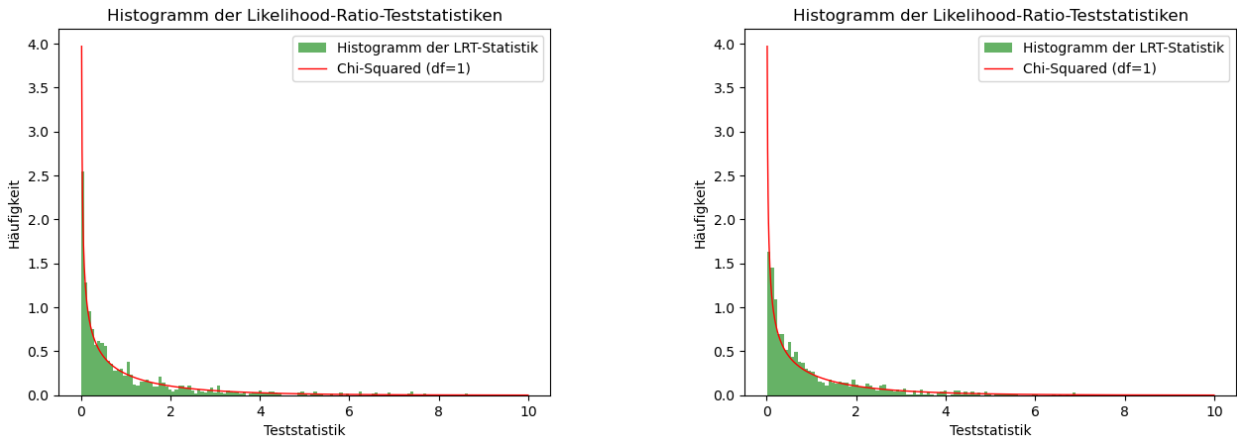 Histogramm der Likelihood-Ratio-Teststatistiken
Histogramm der LRT-Statistik
Chi-Squared (df=1)
Häufigkeit
4.0
3.5
3.0
2.5
2.0
1.5
1.0
0.5
0.0
0 2 4 6 8 10
Teststatistik
Histogramm der Likelihood-Ratio-Teststatistiken
Histogramm der LRT-Statistik
Chi-Squared (df=1)
Häufigkeit
4.0
3.5
3.0
2.5
2.0
1.5
1.0
0.5
0.0
0 2 4 6 8 10
Teststatistik